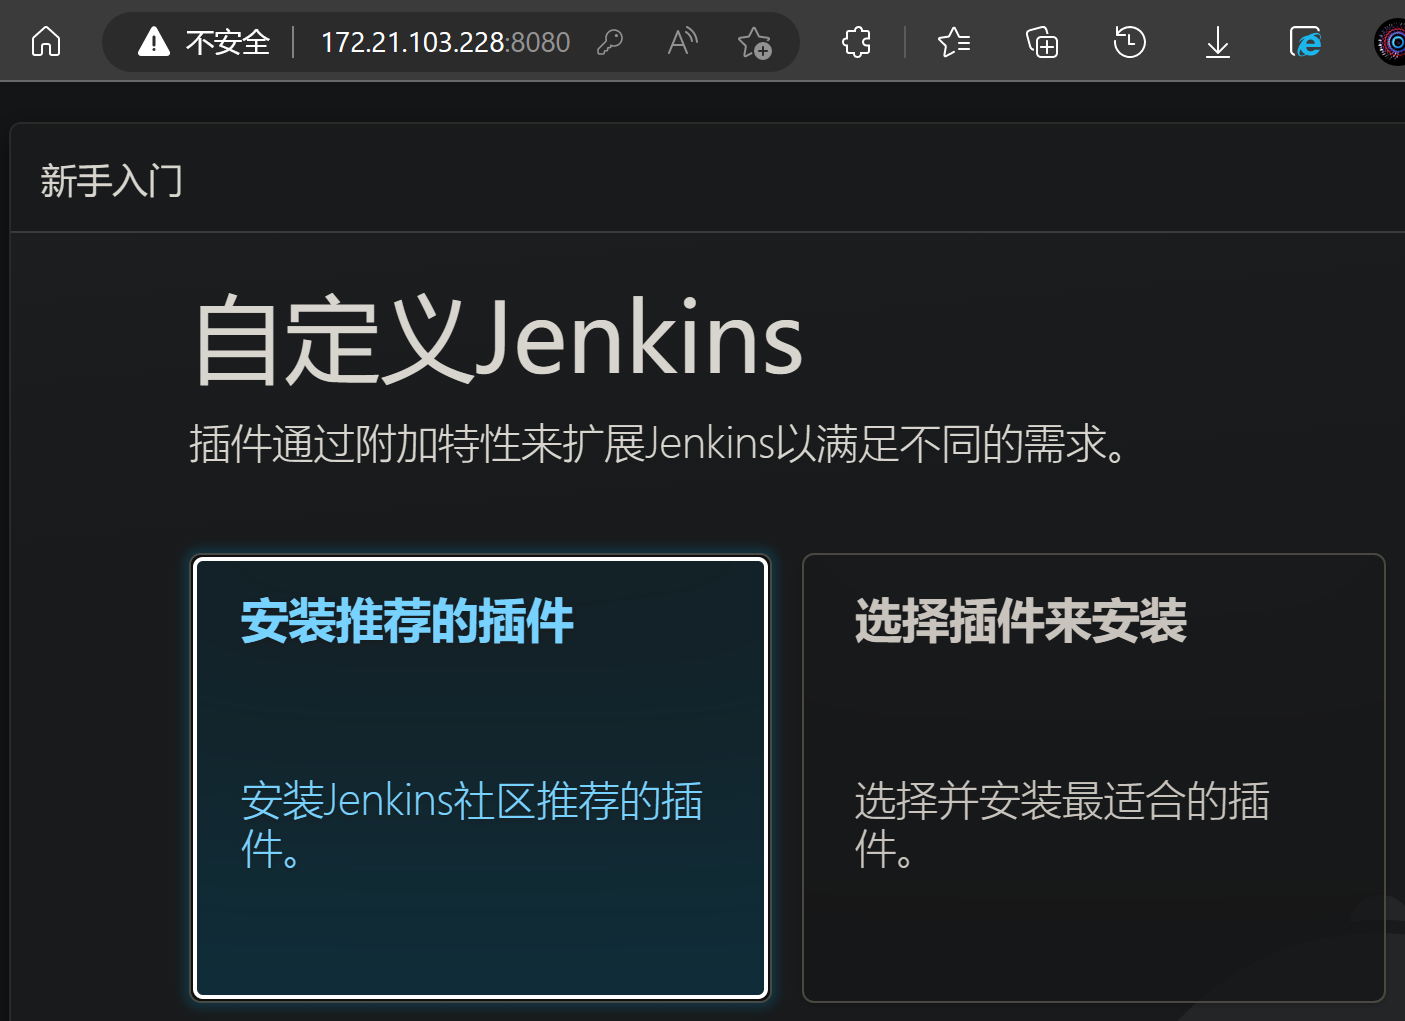 不安全 172.21.103.228:8080
新手入门
自定义Jenkins
插件通过附加特性来扩展Jenkins以满足不同的需求。
安装推荐的插件
安装Jenkins社区推荐的插
件。
选择插件来安装
选择并安装最适合的插
件。